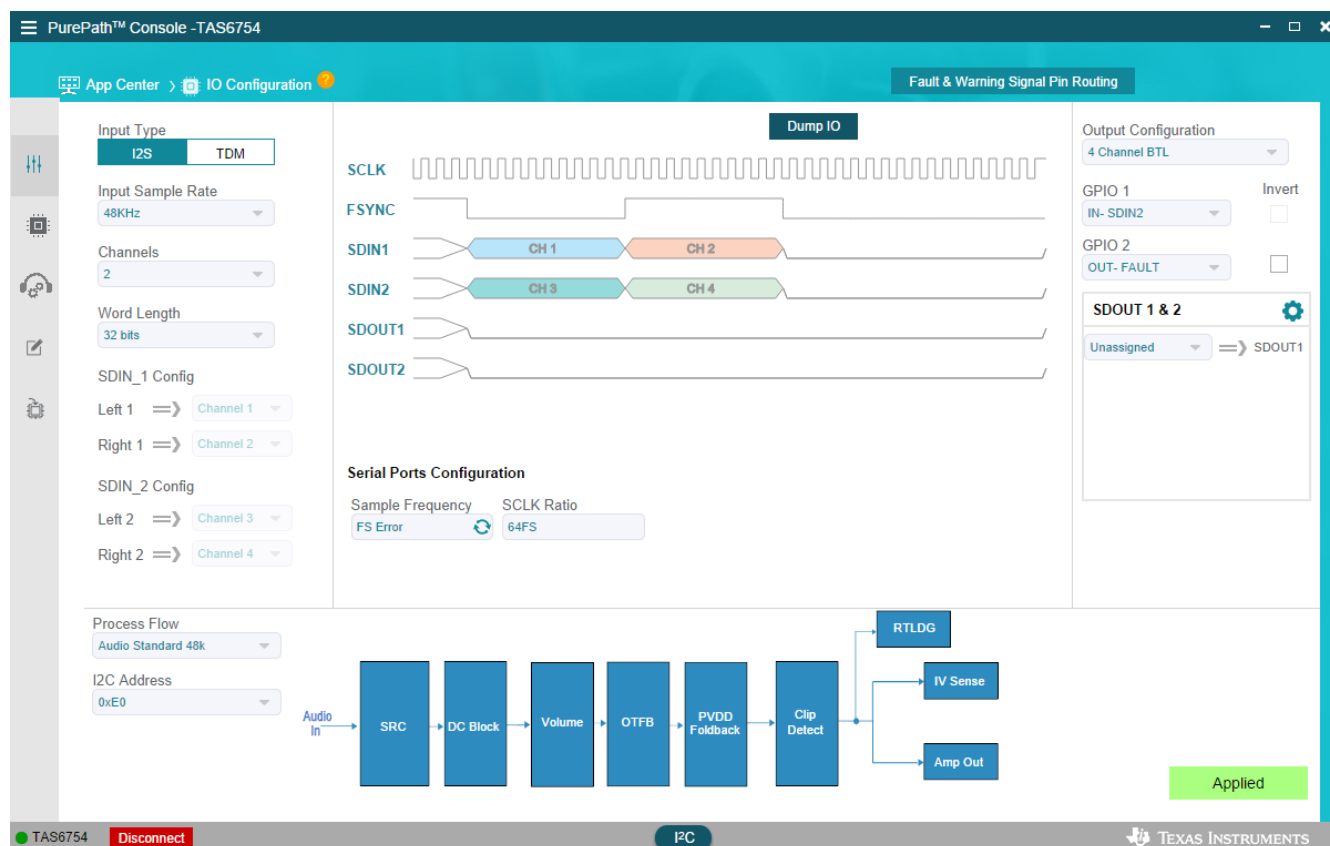 PurePath™ Console -TAS6754
App Center
IO Configuration
?
Fault & Warning Signal Pin Routing
Input Type
I2S
TDM
Input Sample Rate
48KHz
Channels
2
Word Length
32 bits
SDIN_1 Config
Left 1
Channel 1
Right 1
Channel 2
SDIN_2 Config
Left 2
Channel 3
Right 2
Channel 4
Dump IO
SCLK
FSYNC
SDIN1
CH 1
CH 2
SDIN2
CH 3
CH 4
SDOUT1
SDOUT2
Serial Ports Configuration
Sample Frequency
SCLK Ratio
FS Error
64FS
Output Configuration
4 Channel BTL
GPIO 1
Invert
IN- SDIN2
GPIO 2
OUT- FAULT
SDOUT 1 & 2
Unassigned
SDOUT1
Process Flow
Audio Standard 48k
I2C Address
0xE0
Audio
In
SRC
DC Block
Volume
OTFB
PVDD
Foldback
Clip
Detect
RTLDG
IV Sense
Amp Out
Applied
TAS6754
Disconnect
I²C
TEXAS INSTRUMENTS